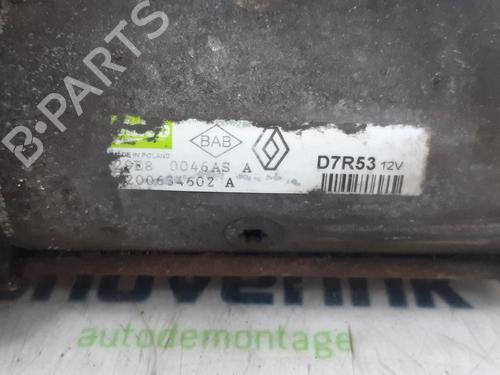 BAB
D7R53 12V
MADE IN POLAND
0046AS A
200634602 A
B-PARTS
autodemontage